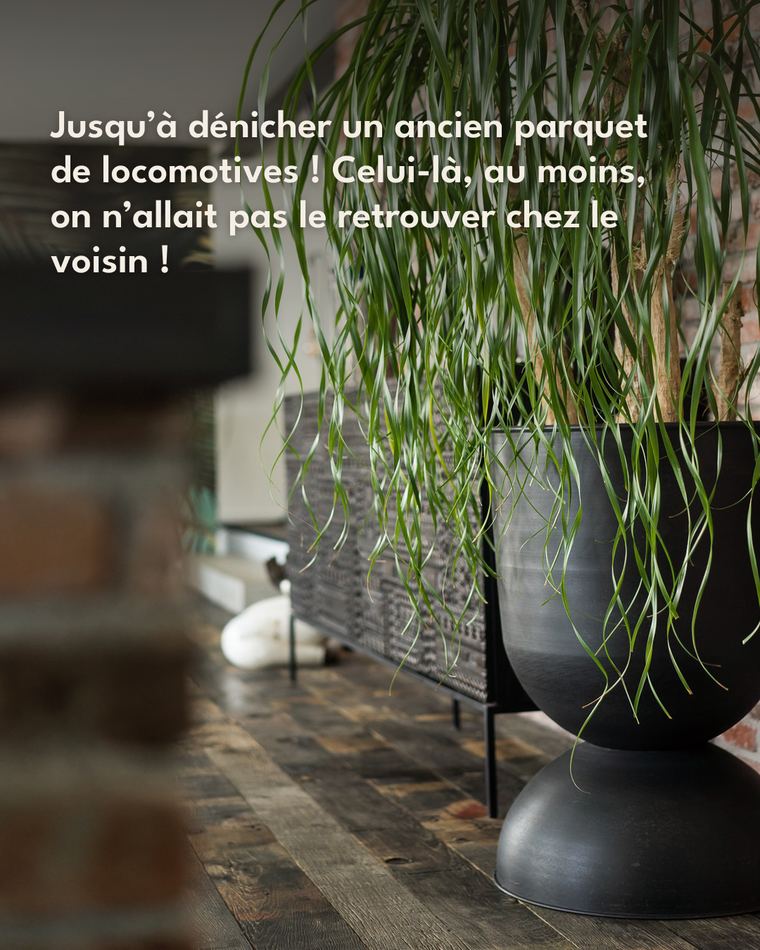 Jusqu’à dénicher un ancien parquet
de locomotives ! Celui-là, au moins,
on n’allait pas le retrouver chez le
voisin !